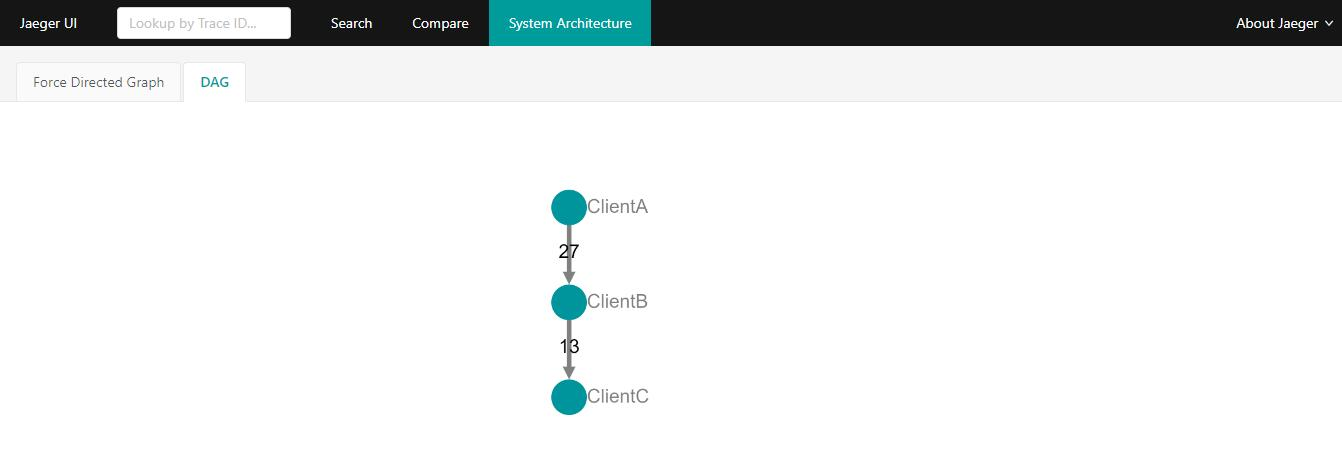 Jaeger UI Lookup by Trace ID... Search Compare System Architecture About Jaeger
Force Directed Graph DAG
ClientA
27
ClientB
13
ClientC